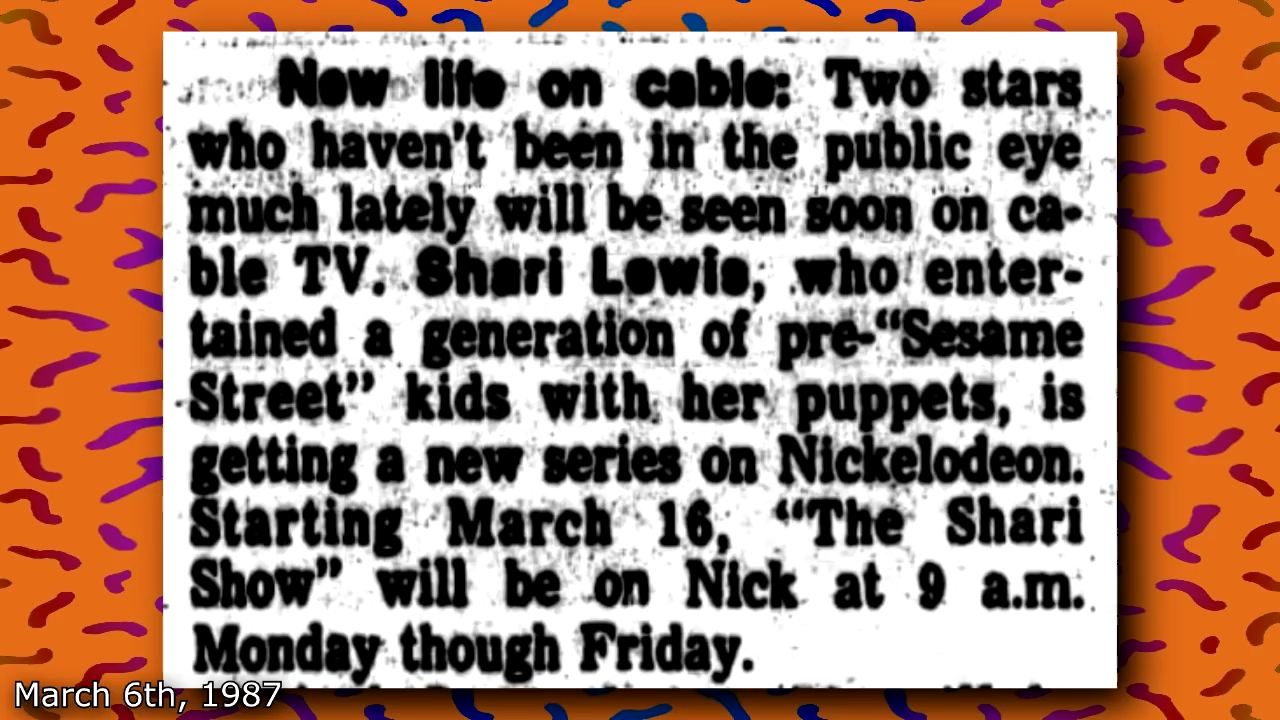 New life on cable: Two stars
who haven't been in the public eye
much lately will be seen soon on ca-
ble TV. Shari Lewis, who enter-
tained a generation of pre-“Sesame
Street” kids with her puppets, is
getting a new series on Nickelodeon.
Starting March 16, “The Shari
Show” will be on Nick at 9 a.m.
Monday though Friday.
March 6th, 1987